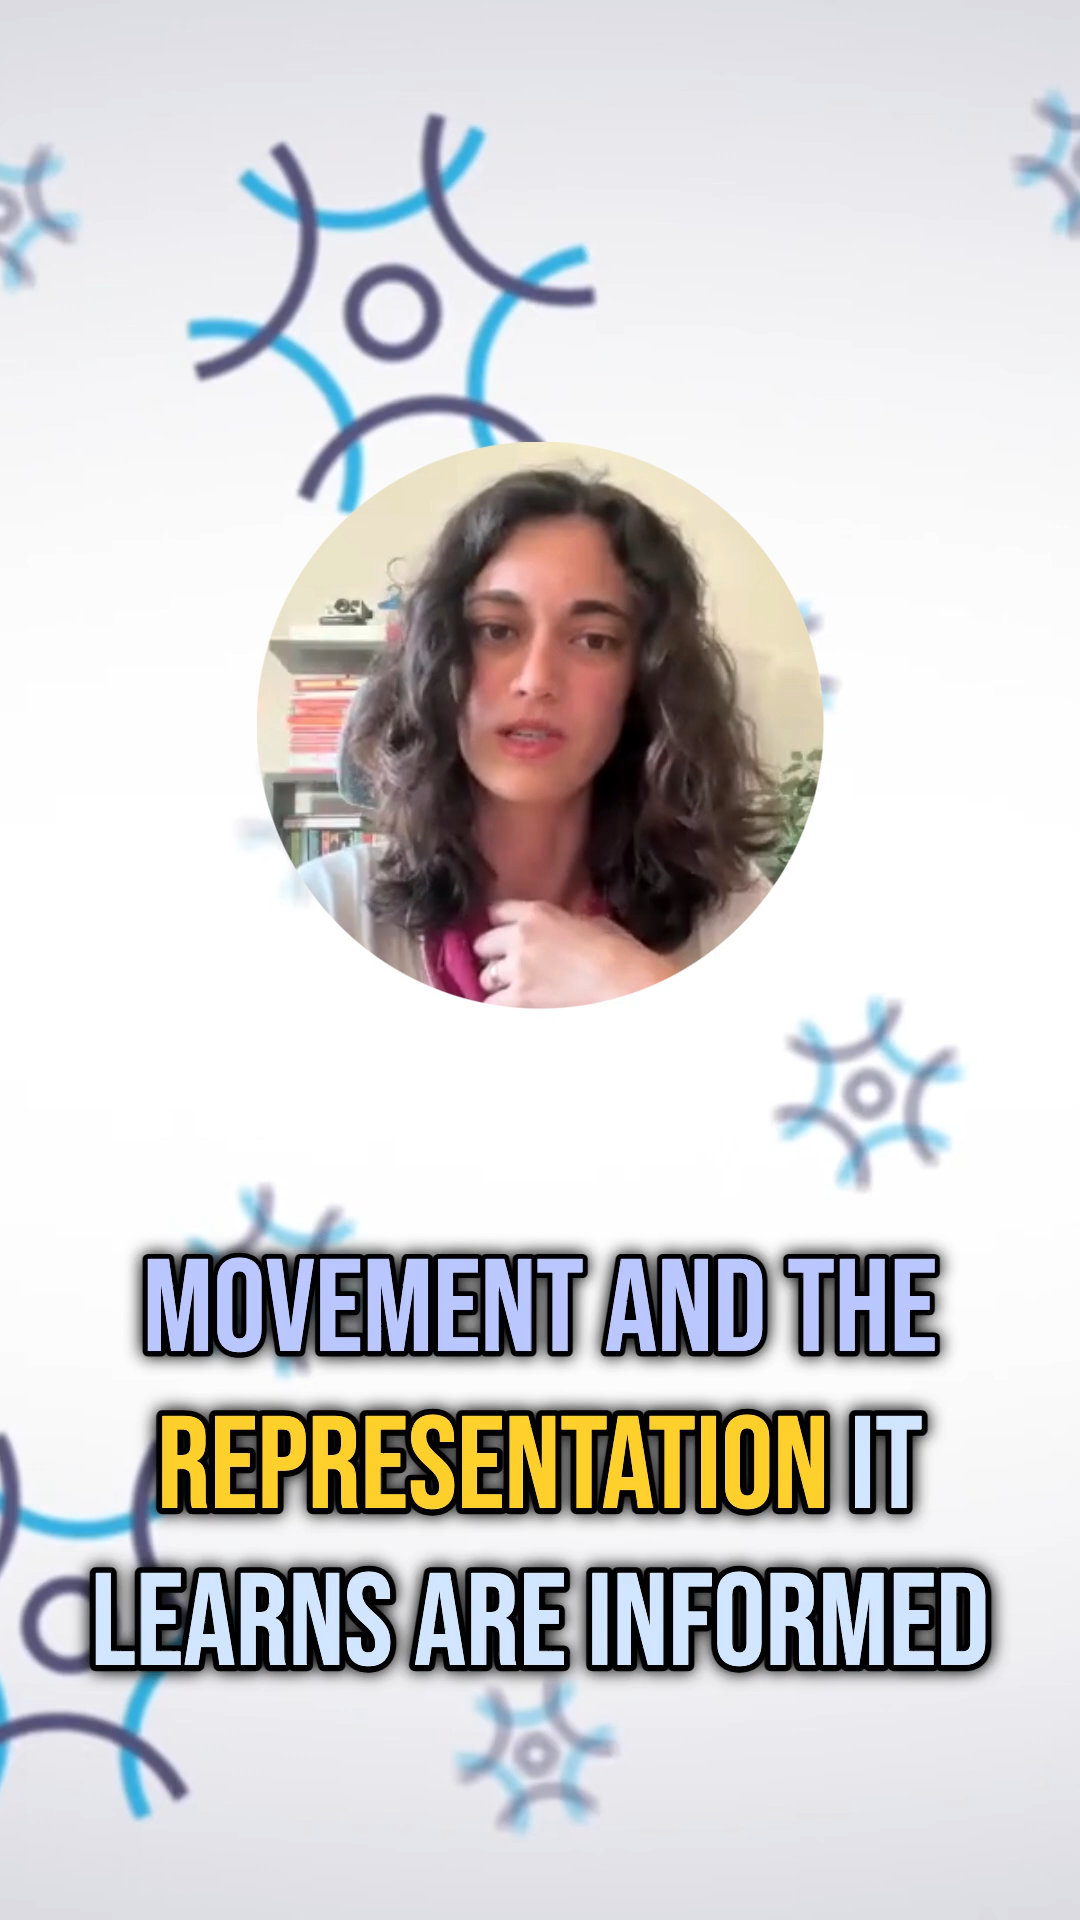 MOVEMENT AND THE
REPRESENTATION IT
LEARNS ARE INFORMED